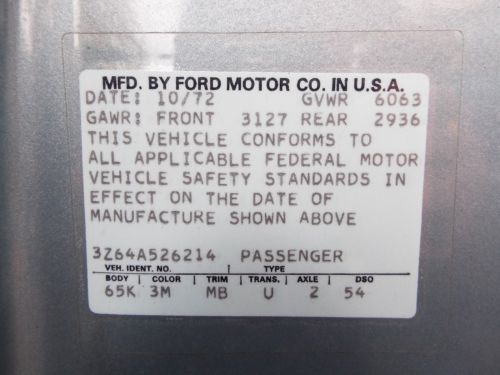 MFD. BY FORD MOTOR CO. IN U.S.A.
DATE: 10/72 GVWR 6063
GAWR: FRONT 3127 REAR 2936
THIS VEHICLE CONFORMS TO
ALL APPLICABLE FEDERAL MOTOR
VEHICLE SAFETY STANDARDS IN
EFFECT ON THE DATE OF
MANUFACTURE SHOWN ABOVE
3Z64A526214 PASSENGER
VEH. IDENT. NO. TYPE
BODY COLOR TRIM TRANS. AXLE DSO
65K 3M MB U 2 54